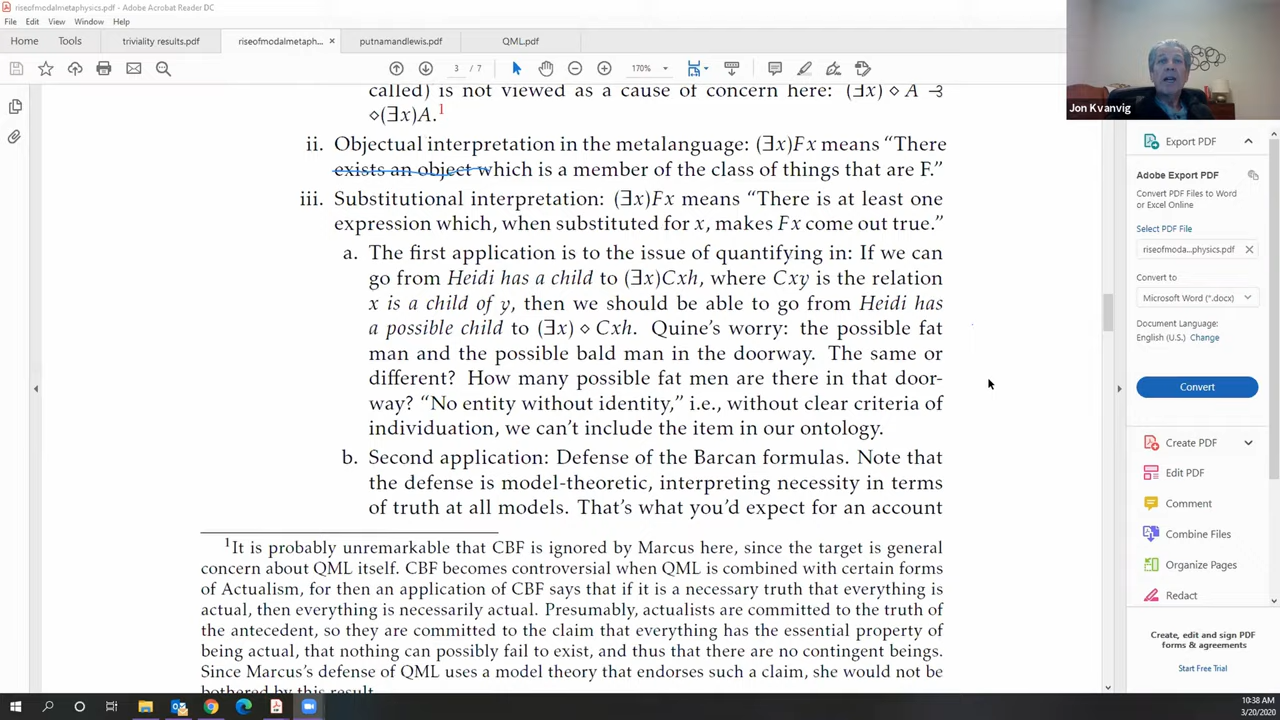 riseofmodalmetaphysics.pdf - Adobe Acrobat Reader DC
File Edit View Window Help
Home Tools triviality results.pdf riseofmodalmetaph... × putnamandlewis.pdf QML.pdf
3 / 7 170%
called) is not viewed as a cause of concern here: (∃x) ⋄ A ⥽
⋄(∃x)A.1
ii. Objectual interpretation in the metalanguage: (∃x)Fx means “There
exists an object which is a member of the class of things that are F.”
iii. Substitutional interpretation: (∃x)Fx means “There is at least one
expression which, when substituted for x, makes Fx come out true.”
a. The first application is to the issue of quantifying in: If we can
go from Heidi has a child to (∃x)Cxh, where Cxy is the relation
x is a child of y, then we should be able to go from Heidi has
a possible child to (∃x) ⋄ Cxh. Quine’s worry: the possible fat
man and the possible bald man in the doorway. The same or
different? How many possible fat men are there in that door-
way? “No entity without identity,” i.e., without clear criteria of
individuation, we can’t include the item in our ontology.
b. Second application: Defense of the Barcan formulas. Note that
the defense is model-theoretic, interpreting necessity in terms
of truth at all models. That’s what you’d expect for an account
1It is probably unremarkable that CBF is ignored by Marcus here, since the target is general
concern about QML itself. CBF becomes controversial when QML is combined with certain forms
of Actualism, for then an application of CBF says that if it is a necessary truth that everything is
actual, then everything is necessarily actual. Presumably, actualists are committed to the truth of
the antecedent, so they are committed to the claim that everything has the essential property of
being actual, that nothing can possibly fail to exist, and thus that there are no contingent beings.
Since Marcus’s defense of QML uses a model theory that endorses such a claim, she would not be
bothered by this result.
Jon Kvanvig
Export PDF
Adobe Export PDF
Convert PDF Files to Word
or Excel Online
Select PDF File
riseofmoda...physics.pdf ×
Convert to
Microsoft Word (*.docx)
Document Language:
English (U.S.) Change
Convert
Create PDF
Edit PDF
Comment
Combine Files
Organize Pages
Redact
Create, edit and sign PDF
forms & agreements
Start Free Trial
10:38 AM
3/20/2020